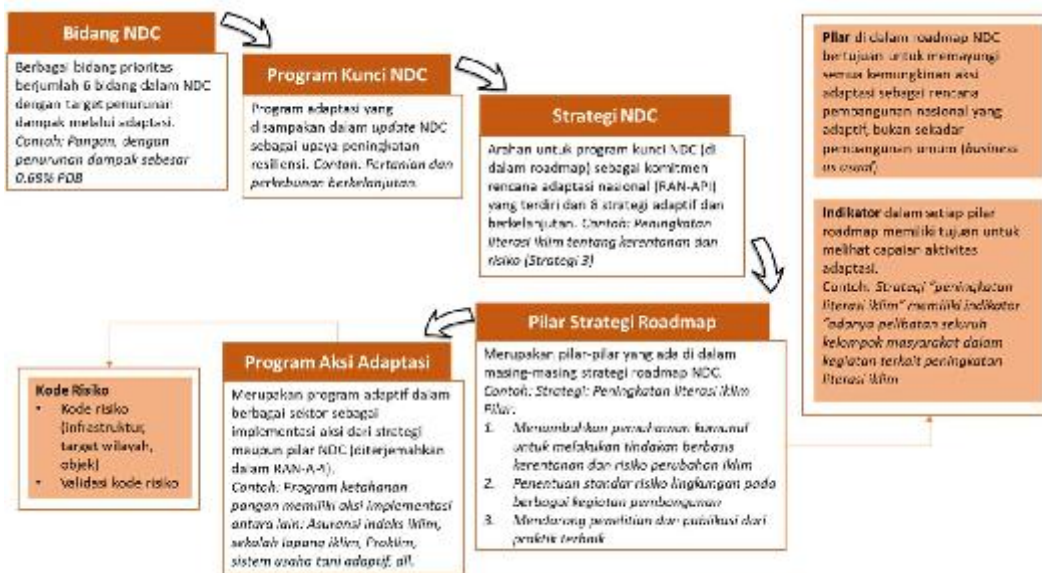 Bidang NDC
Berbagai bidang prioritas
berjumlah 6 bidang dalam NDC
dengan target penurunan
dampak melalui adaptasi.
Contoh: Pangan, dengan
penurunan dampak sebesar
0.68% PDB
Program Kunci NDC
Program adaptasi yang
disampaikan dalam update NDC
sebagai upaya peningkatan
resiliensi. Contoh: Pertanian dan
perkebunan berkelanjutan.
Strategi NDC
Arahan untuk program kunci NDC (di
dalam roadmap) sebagai komitmen
rencana adaptasi nasional (RAN-API)
yang terdiri dari 8 strategi adaptif dan
berkelanjutan. Contoh: Peningkatan
literasi iklim tentang kerentanan dan
risiko (Strategi 3)
Pilar Strategi Roadmap
Merupakan pilar-pilar yang ada di dalam
masing-masing strategi roadmap NDC.
Contoh: Strategi: Peningkatan literasi iklim
Pilar:
1. Menumbuhkan pemahaman komunal
untuk melakukan tindakan berbasis
kerentanan dan risiko perubahan iklim
2. Penentuan standar risiko lingkungan pada
berbagai kegiatan pembangunan
3. Mendorong penelitian dan publikasi dari
praktik terbaik
Program Aksi Adaptasi
Merupakan program adaptif dalam
berbagai sektor sebagai
implementasi aksi dari strategi
maupun pilar NDC (diterjemahkan
dalam
Contoh: Program ketahanan
pangan memiliki aksi implementasi
antara lain: Asuransi indeks iklim,
sekolah lapang iklim, Proklim,
sistem usaha tani adaptif, dll.
Kode Risiko
• Kode risiko
(infrastruktur,
target wilayah,
objek)
• Validasi kode risiko
Pilar di dalam roadmap NDC
bertujuan untuk memayungi
semua kemungkinan aksi
adaptasi sebagai rencana
pembangunan nasional yang
adaptif, bukan sekadar
pembangunan umum (business
as usual)
Indikator dalam setiap pilar
roadmap memiliki tujuan untuk
melihat capaian aktivitas
adaptasi.
Contoh: Strategi "peningkatan
literasi iklim" memiliki indikator
"adanya pelibatan seluruh
kelompok masyarakat dalam
kegiatan terkait peningkatan
literasi iklim